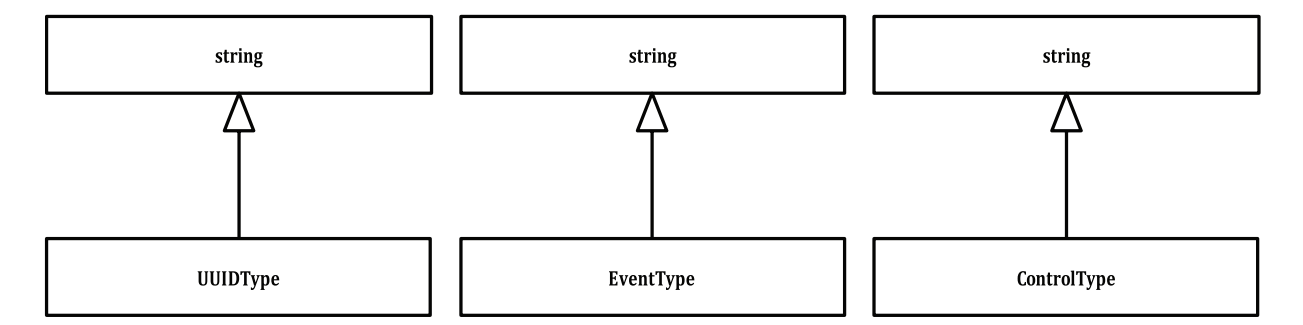 string
string
string
UUIDType
EventType
ControlType